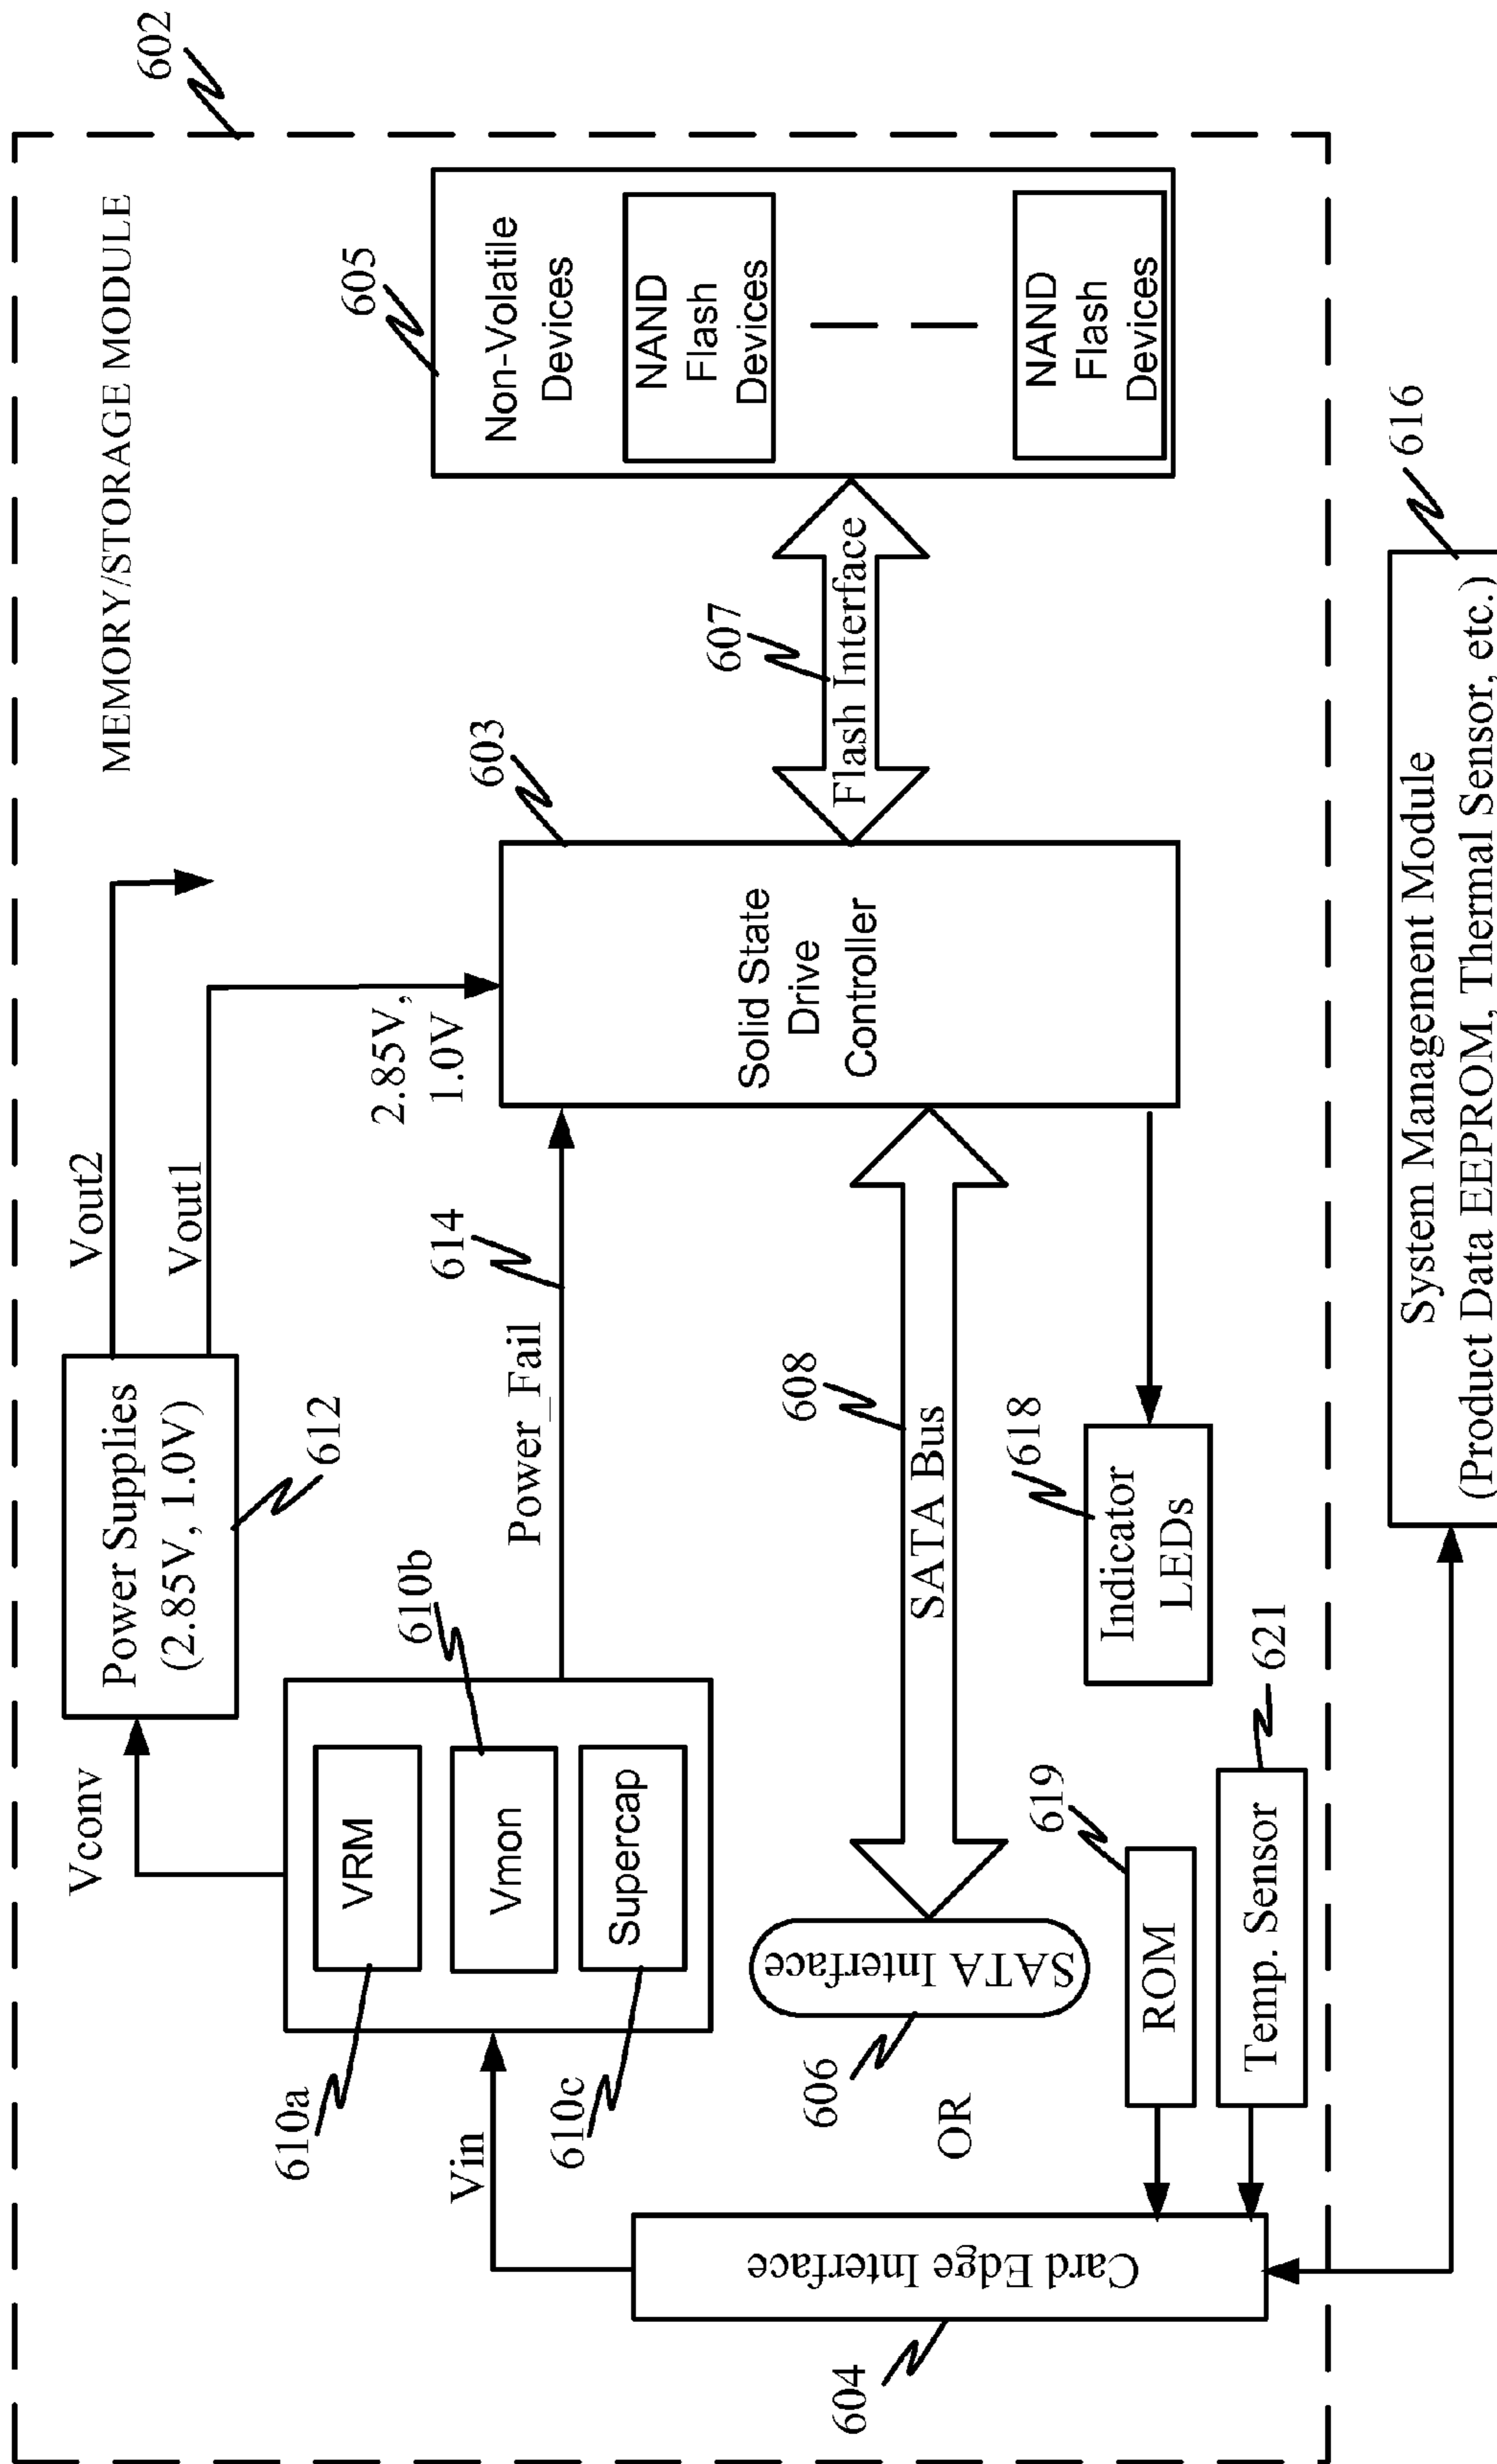 602
MEMORY/STORAGE MODULE
Vout2
Vout1
Power Supplies
(2.85V, 1.0V)
612
Vconv
VRM
Vmon
Supercap
610a
610b
610c
Vin
Power_Fail
614
2.85V,
1.0V
603
Solid State
Drive
Controller
607
Flash Interface
605
Non-Volatile
Devices
NAND
Flash
Devices
NAND
Flash
Devices
608
SATA Bus
SATA Interface
606
OR
Card Edge Interface
604
618
Indicator
LEDs
619
ROM
621
Temp. Sensor
616
System Management Module
(Product Data EEPROM, Thermal Sensor, etc.)